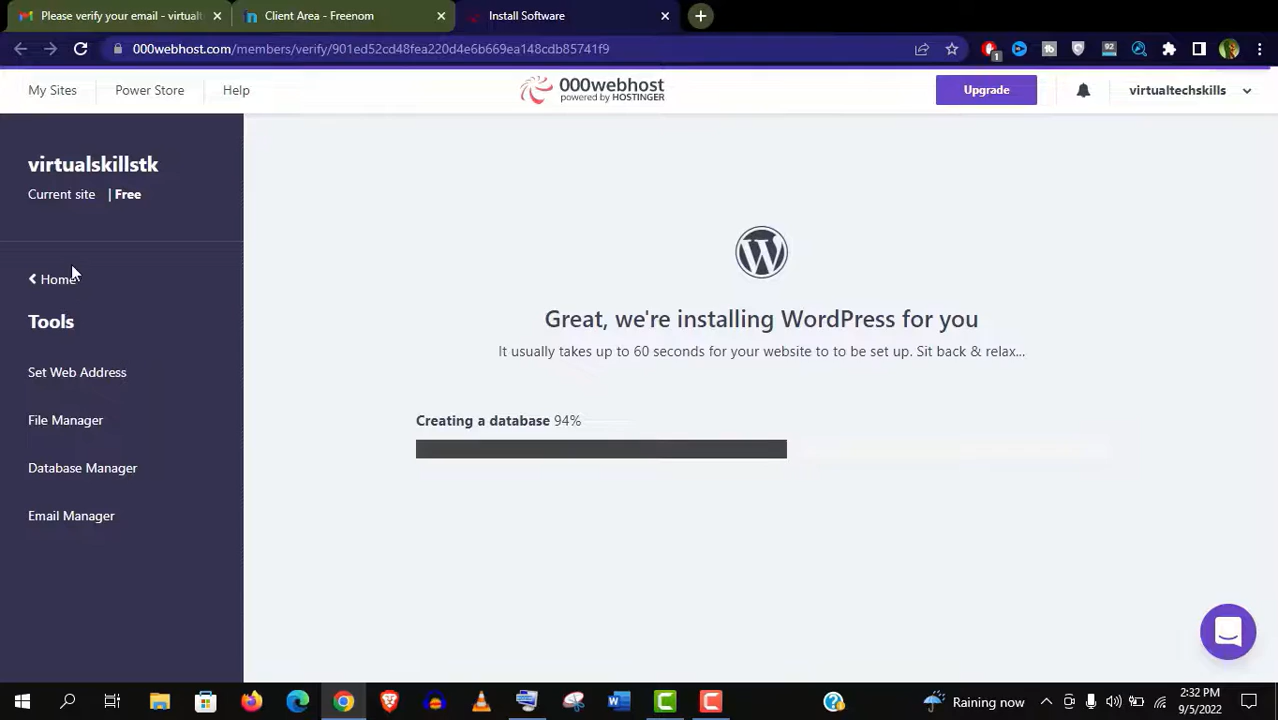 Please verify your email - virtualt
Client Area - Freenom
Install Software
000webhost.com/members/verify/901ed52cd48fea220d4e6b669ea148cdb85741f9
1
92
My Sites
Power Store
Help
000webhost
powered by HOSTINGER
Upgrade
virtualtechskills
virtualskillstk
Current site | Free
Home
Tools
Set Web Address
File Manager
Database Manager
Email Manager
Great, we're installing WordPress for you
It usually takes up to 60 seconds for your website to to be set up. Sit back & relax...
Creating a database 94%
Raining now
2:32 PM
9/5/2022